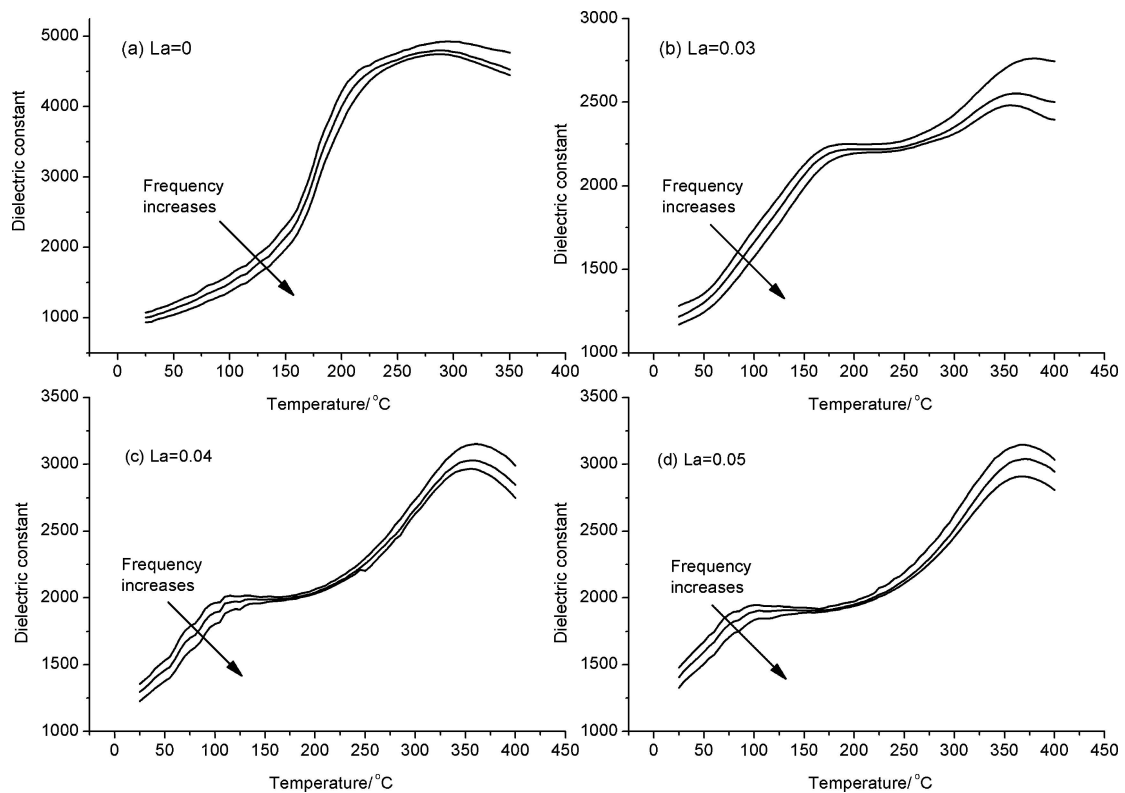 (a) La=0
5000
4000
3000
2000
1000
Dielectric constant
Frequency
increases
0 50 100 150 200 250 300 350 400
Temperature/ °C
(b) La=0.03
3000
2500
2000
1500
1000
Dielectric constant
Frequency
increases
0 50 100 150 200 250 300 350 400 450
Temperature/ °C
(c) La=0.04
3500
3000
2500
2000
1500
1000
Dielectric constant
Frequency
increases
0 50 100 150 200 250 300 350 400 450
Temperature/ °C
(d) La=0.05
3500
3000
2500
2000
1500
1000
Dielectric constant
Frequency
increases
0 50 100 150 200 250 300 350 400 450
Temperature/ °C